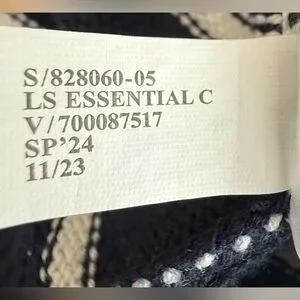 S/828060-05
LS ESSENTIAL C
V/700087517
SP'24
11/23